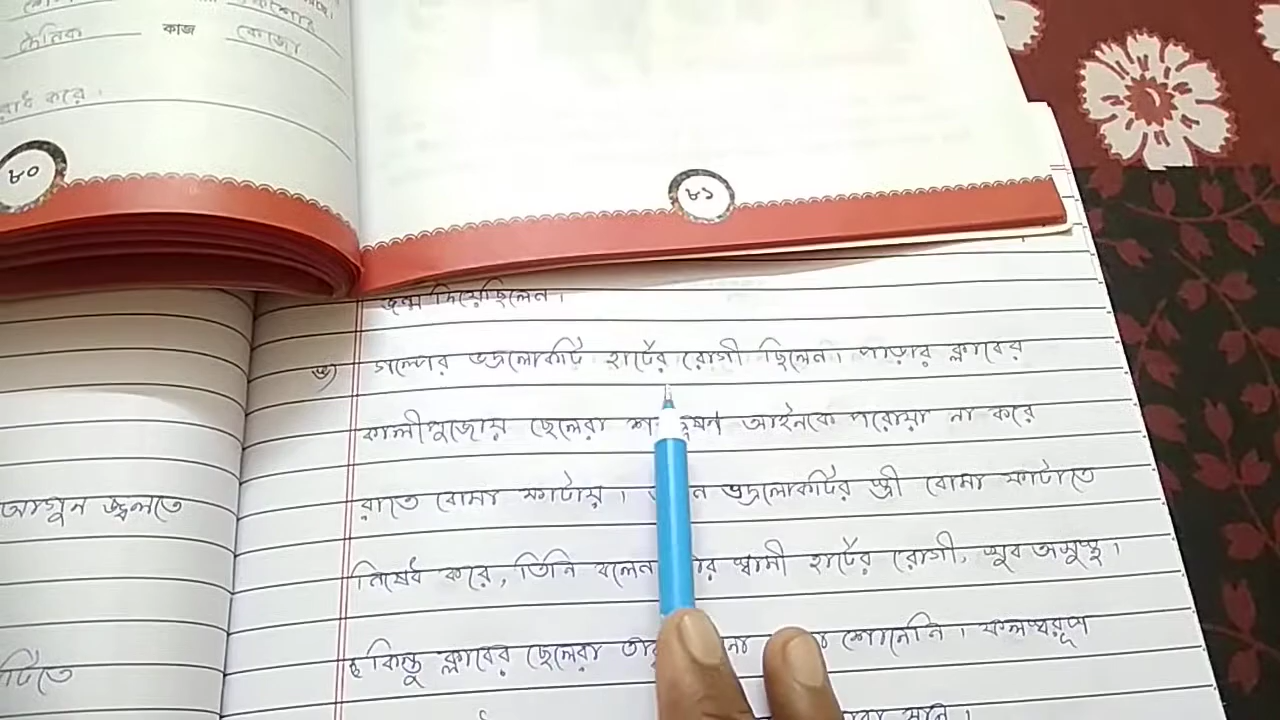 কাজ
রোধ করে।
৮০
৮১
জন্ম দিয়েছিলেন।
ঙ) গল্পের ভদ্রলোকটি হার্টের রোগী ছিলেন। পাড়ার ক্লাবের
কালীপুজোয় ছেলেরা আইনকে পরোয়া না করে
রাতে বোমা ফাটায়। ভদ্রলোকটির স্ত্রী বোমা ফাটাতে
নিষেধ করে, তিনি বলেন স্বামী হার্টের রোগী, খুব অসুস্থ।
কিন্তু ক্লাবের ছেলেরা শোনেনি। ফলস্বরূপ
আগুন জ্বলতে